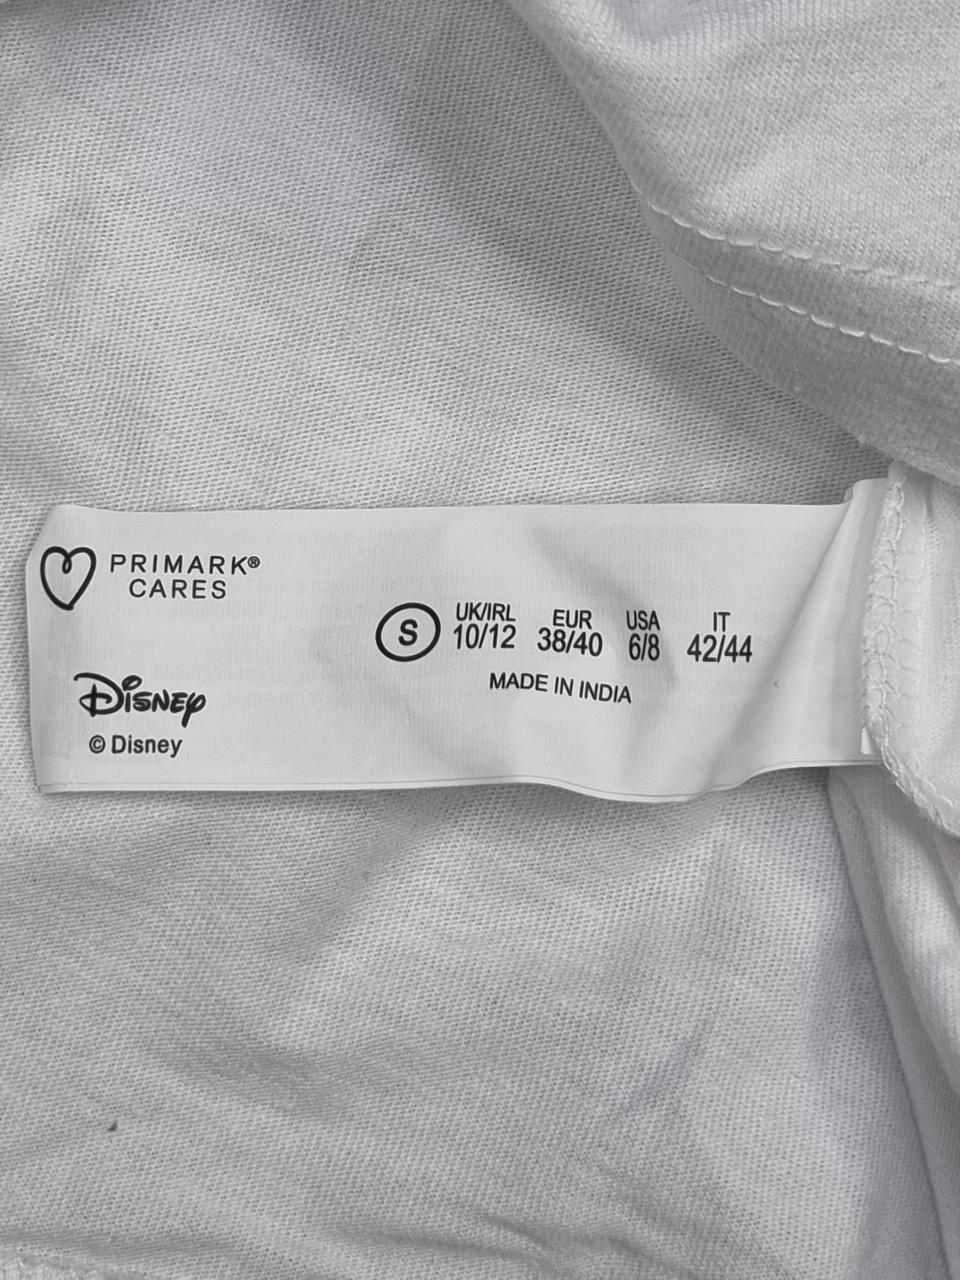 PRIMARK®
CARES
S
UK/IRL EUR USA IT
10/12 38/40 6/8 42/44
MADE IN INDIA
Disney
© Disney